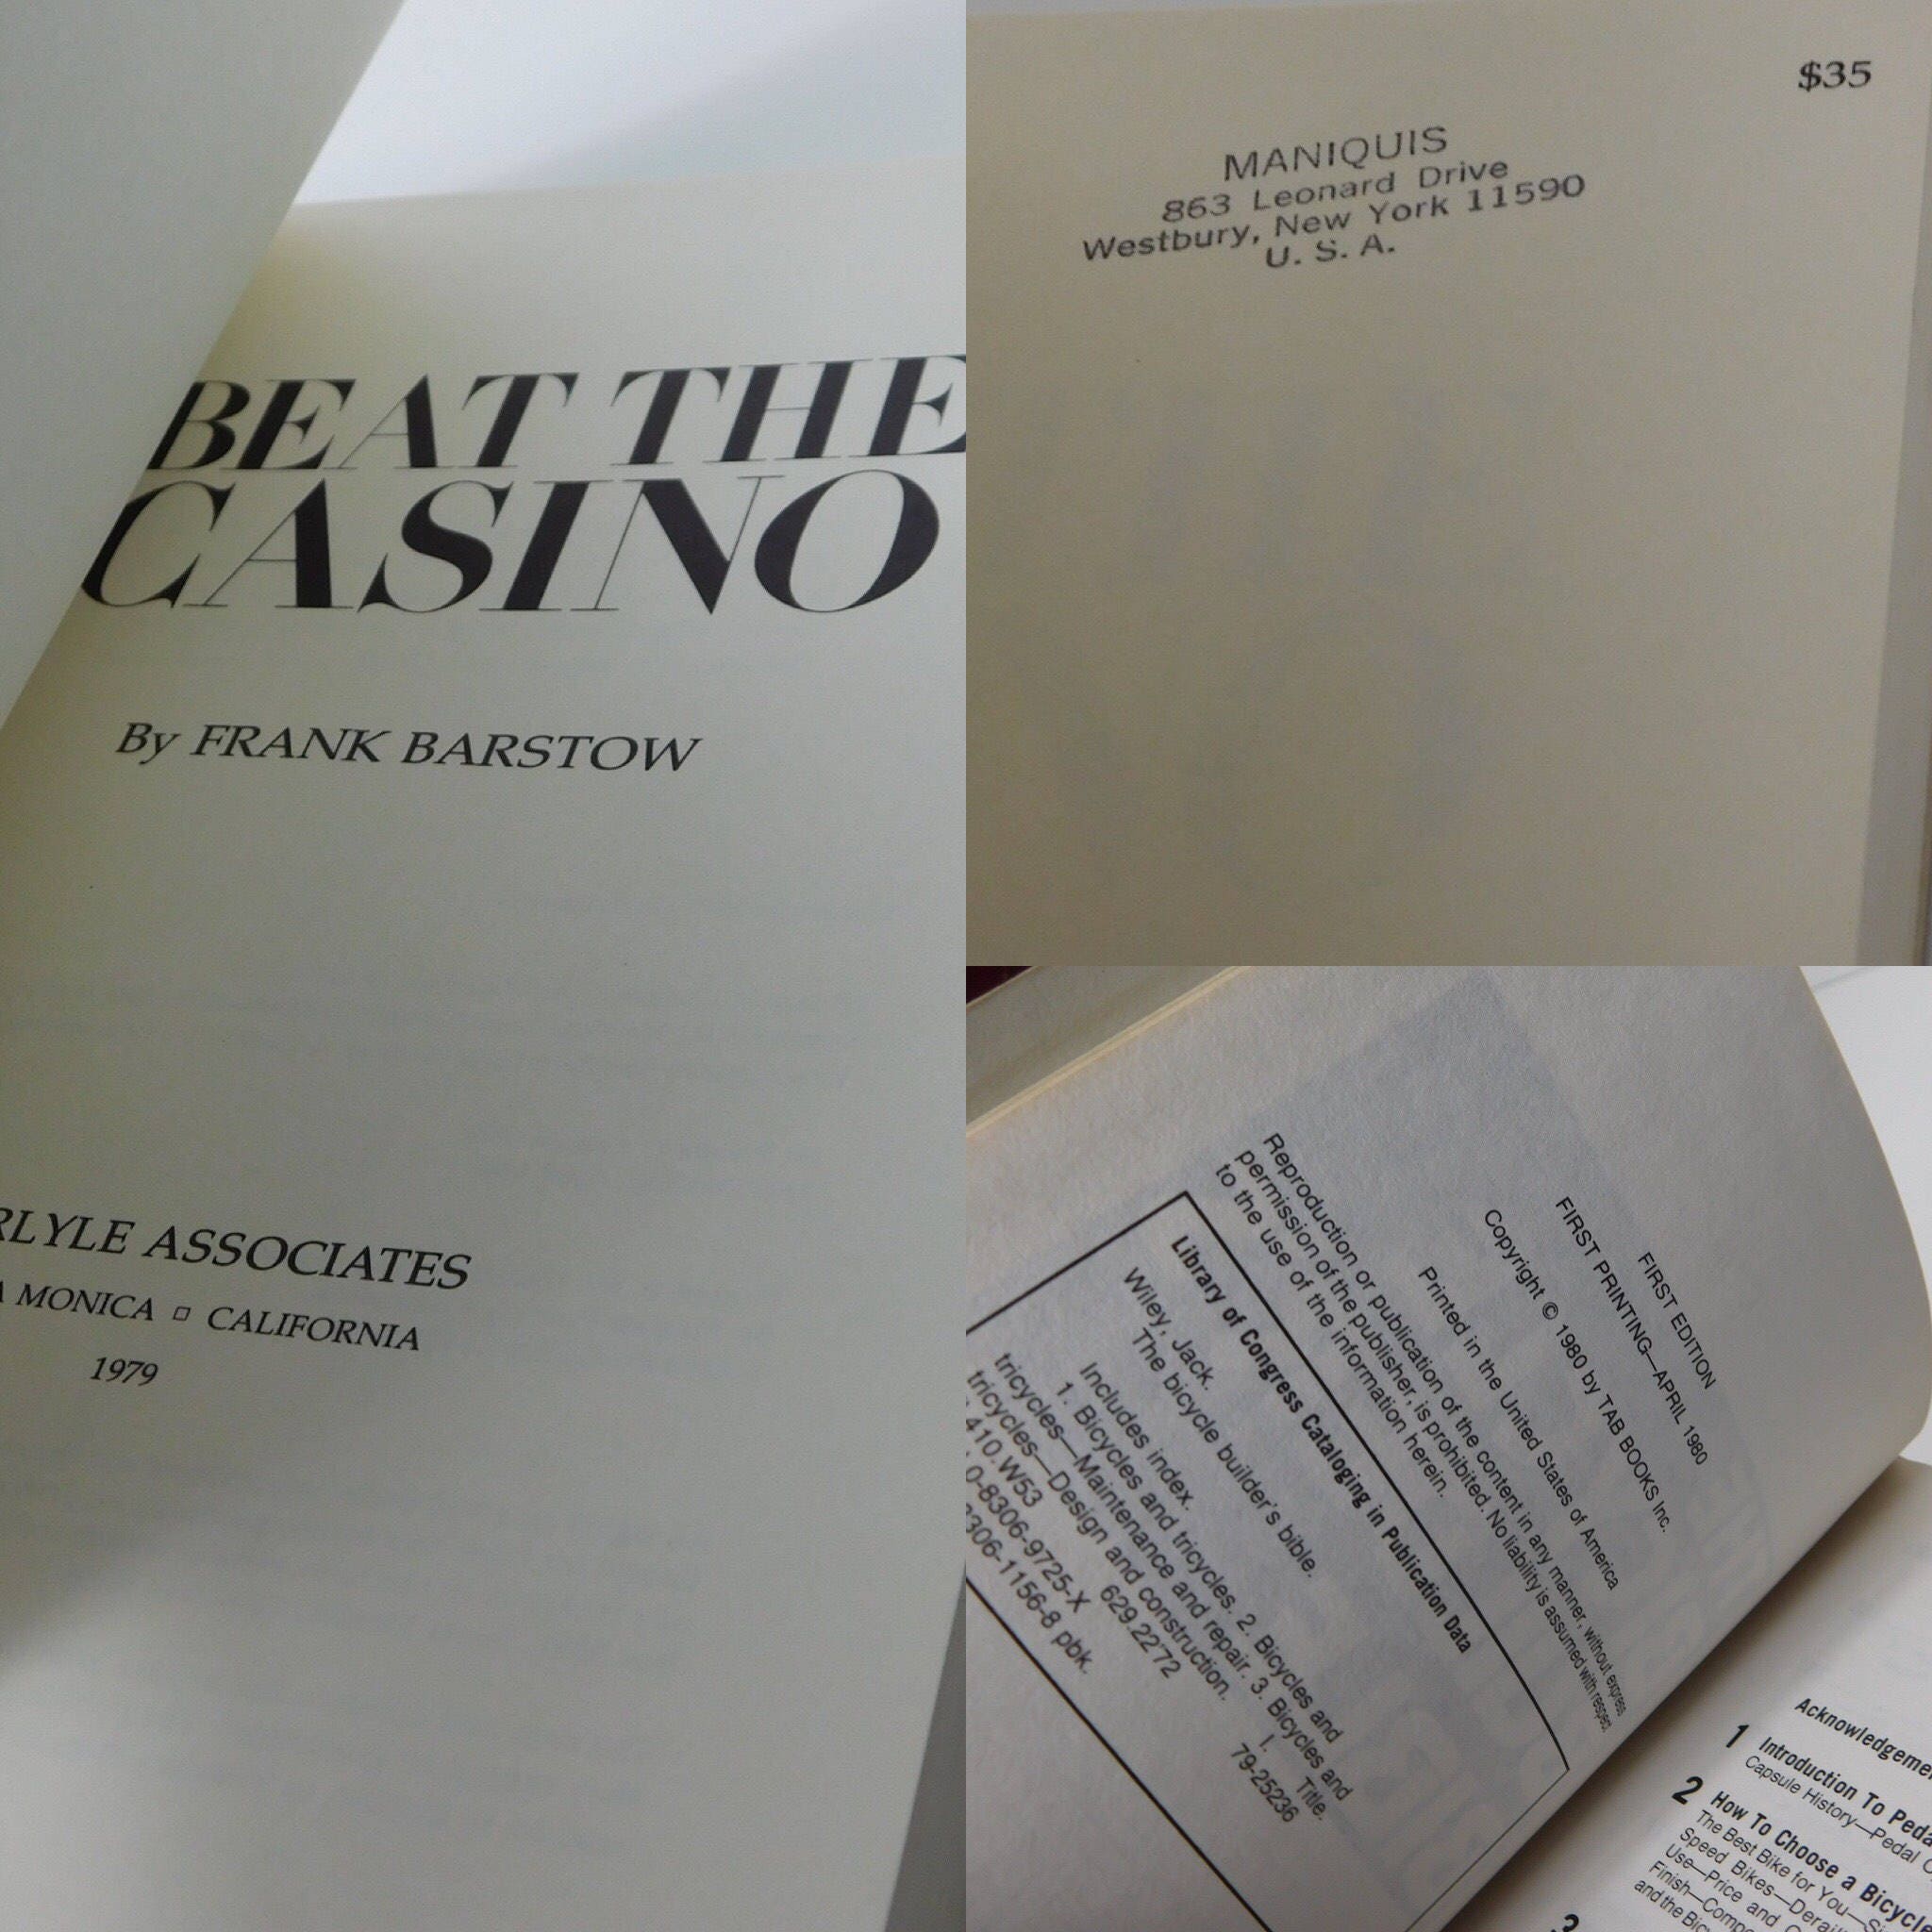 BEAT THE
CASINO
By FRANK BARSTOW
RLYLE ASSOCIATES
A MONICA □ CALIFORNIA
1979
$35
MANIQUIS
863 Leonard Drive
Westbury, New York 11590
U. S. A.
FIRST EDITION
FIRST PRINTING—APRIL 1980
Copyright © 1980 by TAB BOOKS Inc.
Printed in the United States of America
Reproduction or publication of the content in any manner, without express
permission of the publisher, is prohibited. No liability is assumed with respect
to the use of the information herein.
Library of Congress Cataloging in Publication Data
Wiley, Jack.
The bicycle builder's bible.
Includes index.
1. Bicycles and tricycles. 2. Bicycles and
tricycles—Maintenance and repair. 3. Bicycles and
tricycles—Design and construction. I. Title.
410.W53 629.22'72 79-25236
0-8306-9725-X
306-1156-8 pbk.
Acknowledgeme
1 Introduction To Peda
Capsule History—Pedal C
2 How To Choose a Bicycl
The Best Bike for You—Si
Speed Bikes—Derail
Use—Price and
Finish—Compo
and the Bic
3